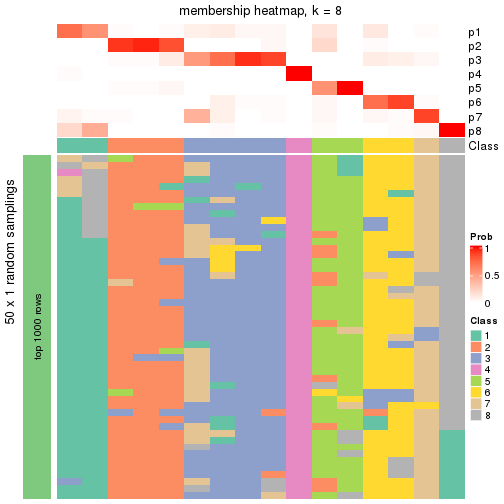 membership heatmap, k = 8
p1
p2
p3
p4
p5
p6
p7
p8
Class
50 x 1 random samplings
top 1000 rows
Prob
1
0.5
0
Class
1
2
3
4
5
6
7
8